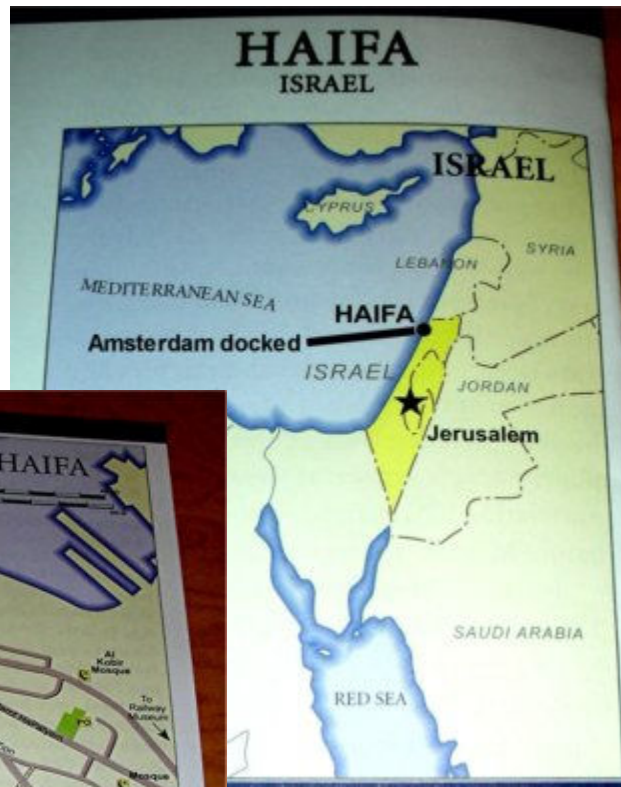 HAIFA
ISRAEL
ISRAEL
CYPRUS
SYRIA
LEBANON
MEDITERRANEAN SEA
HAIFA
Amsterdam docked
ISRAEL
JORDAN
Jerusalem
SAUDI ARABIA
RED SEA
HAIFA
Al
Kabir
Mosque
To
Railway
Museum
PO
Mosque